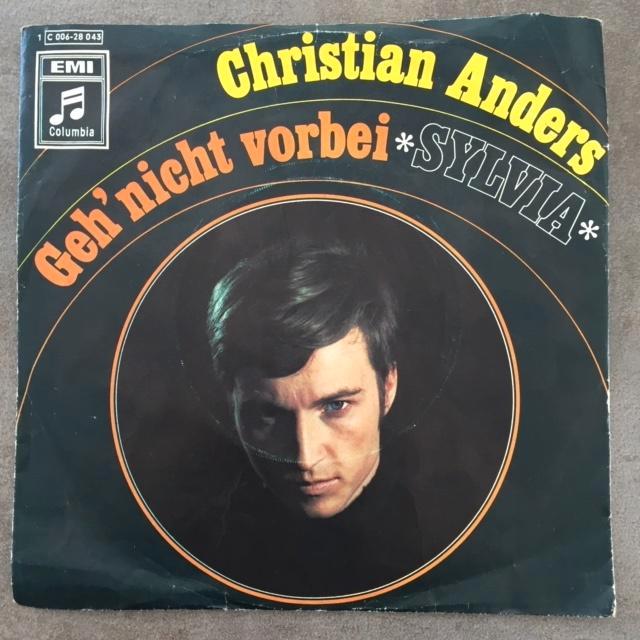 1 C 006-28 043
EMI
Columbia
Christian Anders
Geh' nicht vorbei *SYLVIA*